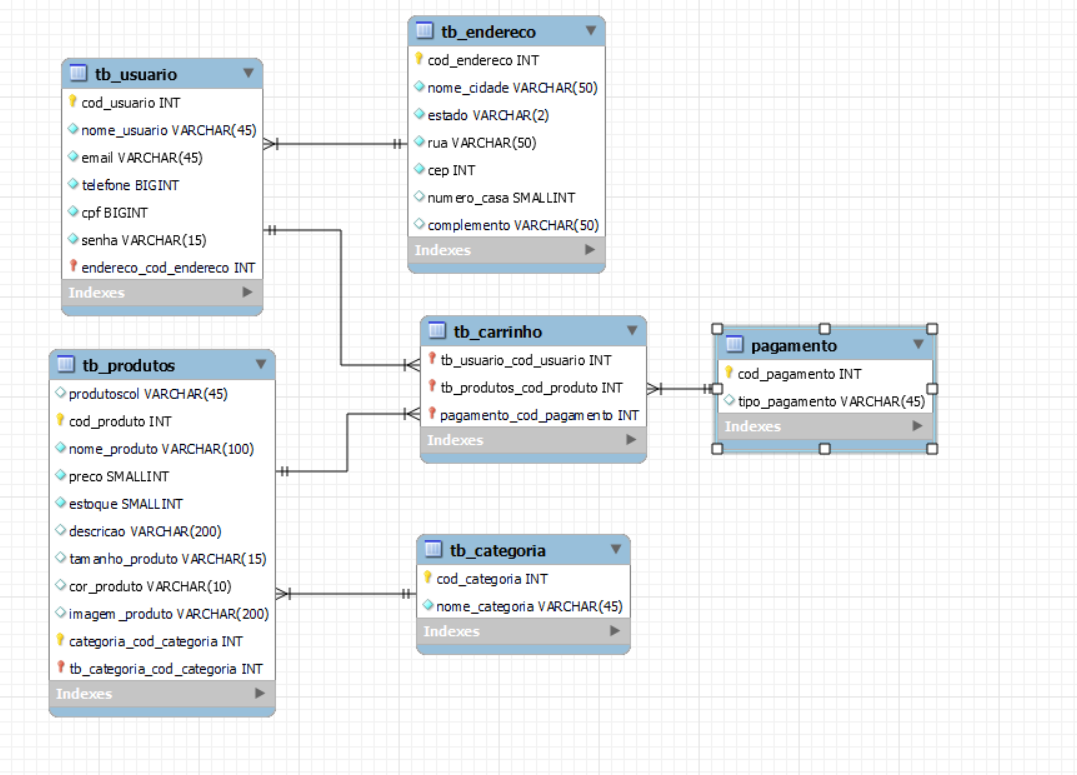 tb_usuario
cod_usuario INT
nome_usuario VARCHAR(45)
email VARCHAR(45)
telefone BIGINT
cpf BIGINT
senha VARCHAR(15)
endereco_cod_endereco INT
Indexes
tb_endereco
cod_endereco INT
nome_cidade VARCHAR(50)
estado VARCHAR(2)
rua VARCHAR(50)
cep INT
numero_casa SMALLINT
complemento VARCHAR(50)
Indexes
tb_produtos
produtoscol VARCHAR(45)
cod_produto INT
nome_produto VARCHAR(100)
preco SMALLINT
estoque SMALLINT
descricao VARCHAR(200)
tamanho_produto VARCHAR(15)
cor_produto VARCHAR(10)
imagem_produto VARCHAR(200)
categoria_cod_categoria INT
tb_categoria_cod_categoria INT
Indexes
tb_carrinho
tb_usuario_cod_usuario INT
tb_produtos_cod_produto INT
pagamento_cod_pagamento INT
Indexes
pagamento
cod_pagamento INT
tipo_pagamento VARCHAR(45)
Indexes
tb_categoria
cod_categoria INT
nome_categoria VARCHAR(45)
Indexes